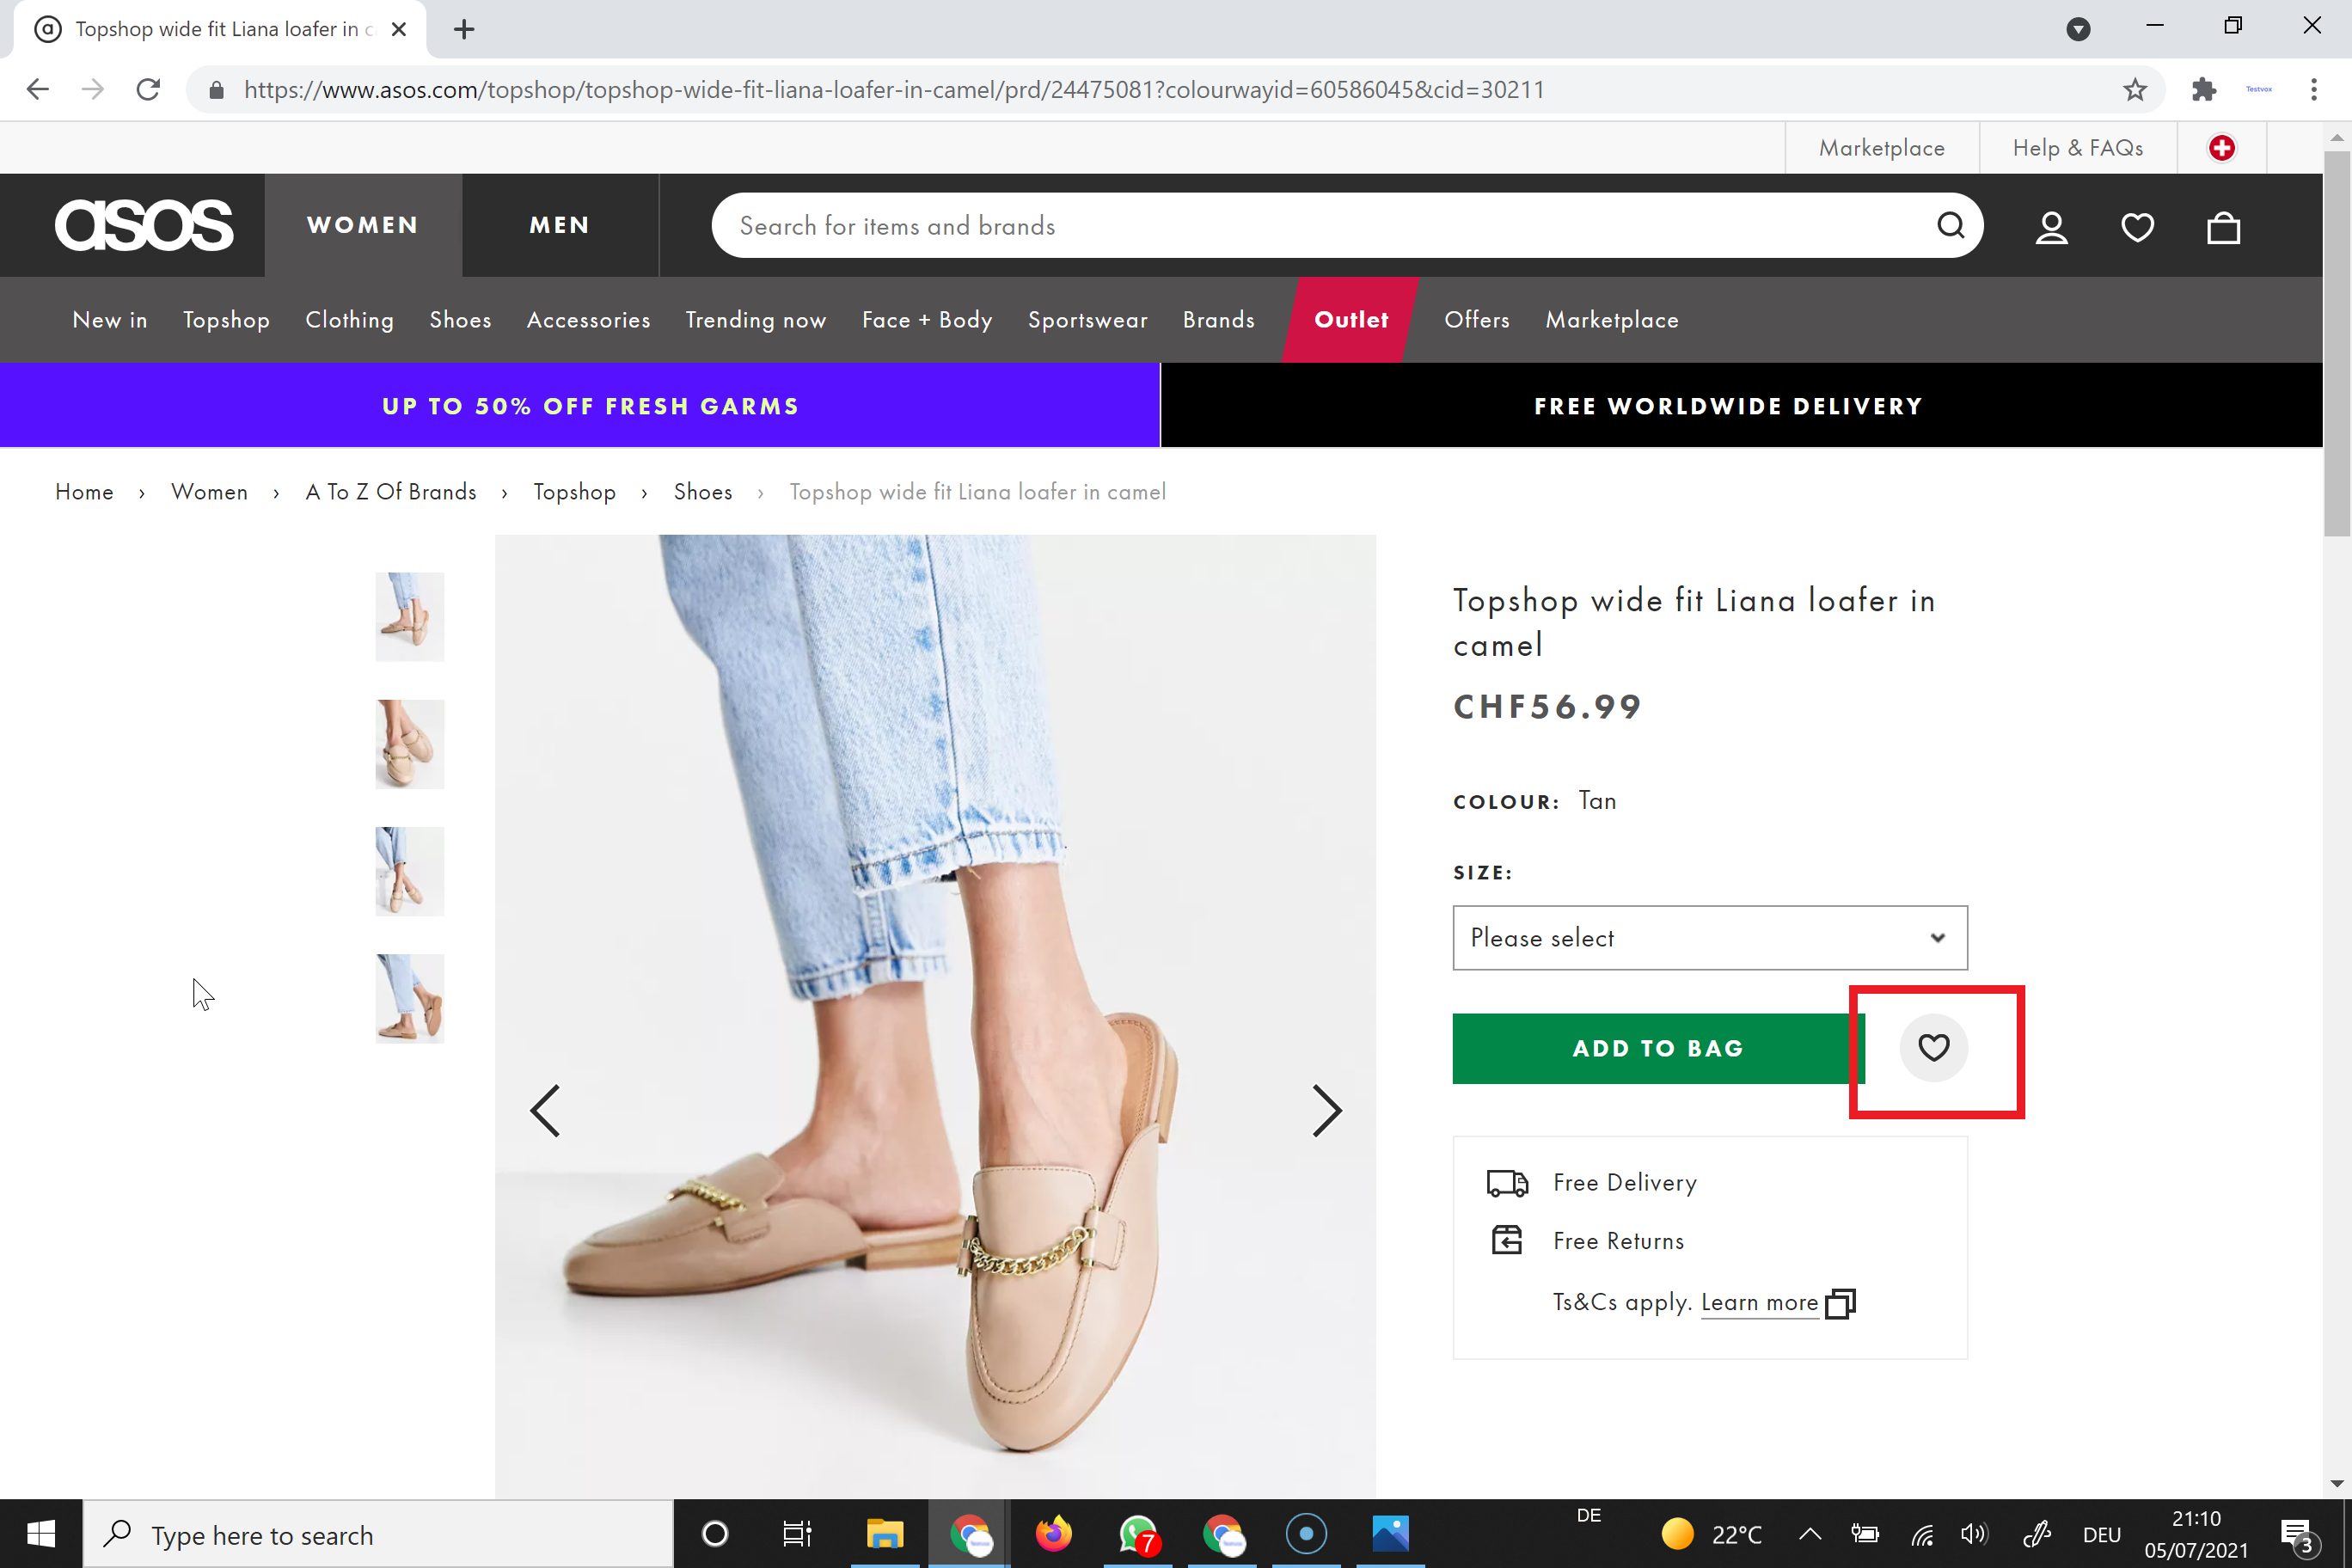 Topshop wide fit Liana loafer in c
https://www.asos.com/topshop/topshop-wide-fit-liana-loafer-in-camel/prd/24475081?colourwayid=60586045&cid=30211
Testvox
Marketplace
Help & FAQs
asos
WOMEN
MEN
Search for items and brands
New in
Topshop
Clothing
Shoes
Accessories
Trending now
Face + Body
Sportswear
Brands
Outlet
Offers
Marketplace
UP TO 50% OFF FRESH GARMS
FREE WORLDWIDE DELIVERY
Home › Women › A To Z Of Brands › Topshop › Shoes › Topshop wide fit Liana loafer in camel
Topshop wide fit Liana loafer in
camel
CHF56.99
COLOUR: Tan
SIZE:
Please select
ADD TO BAG
Free Delivery
Free Returns
Ts&Cs apply. Learn more
Type here to search
7
DE
22°C
DEU
21:10
05/07/2021
3